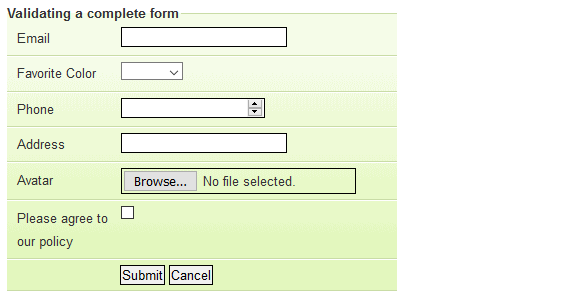 Validating a complete form
Email
Favorite Color
Phone
Address
Avatar Browse... No file selected.
Please agree to
our policy
Submit Cancel